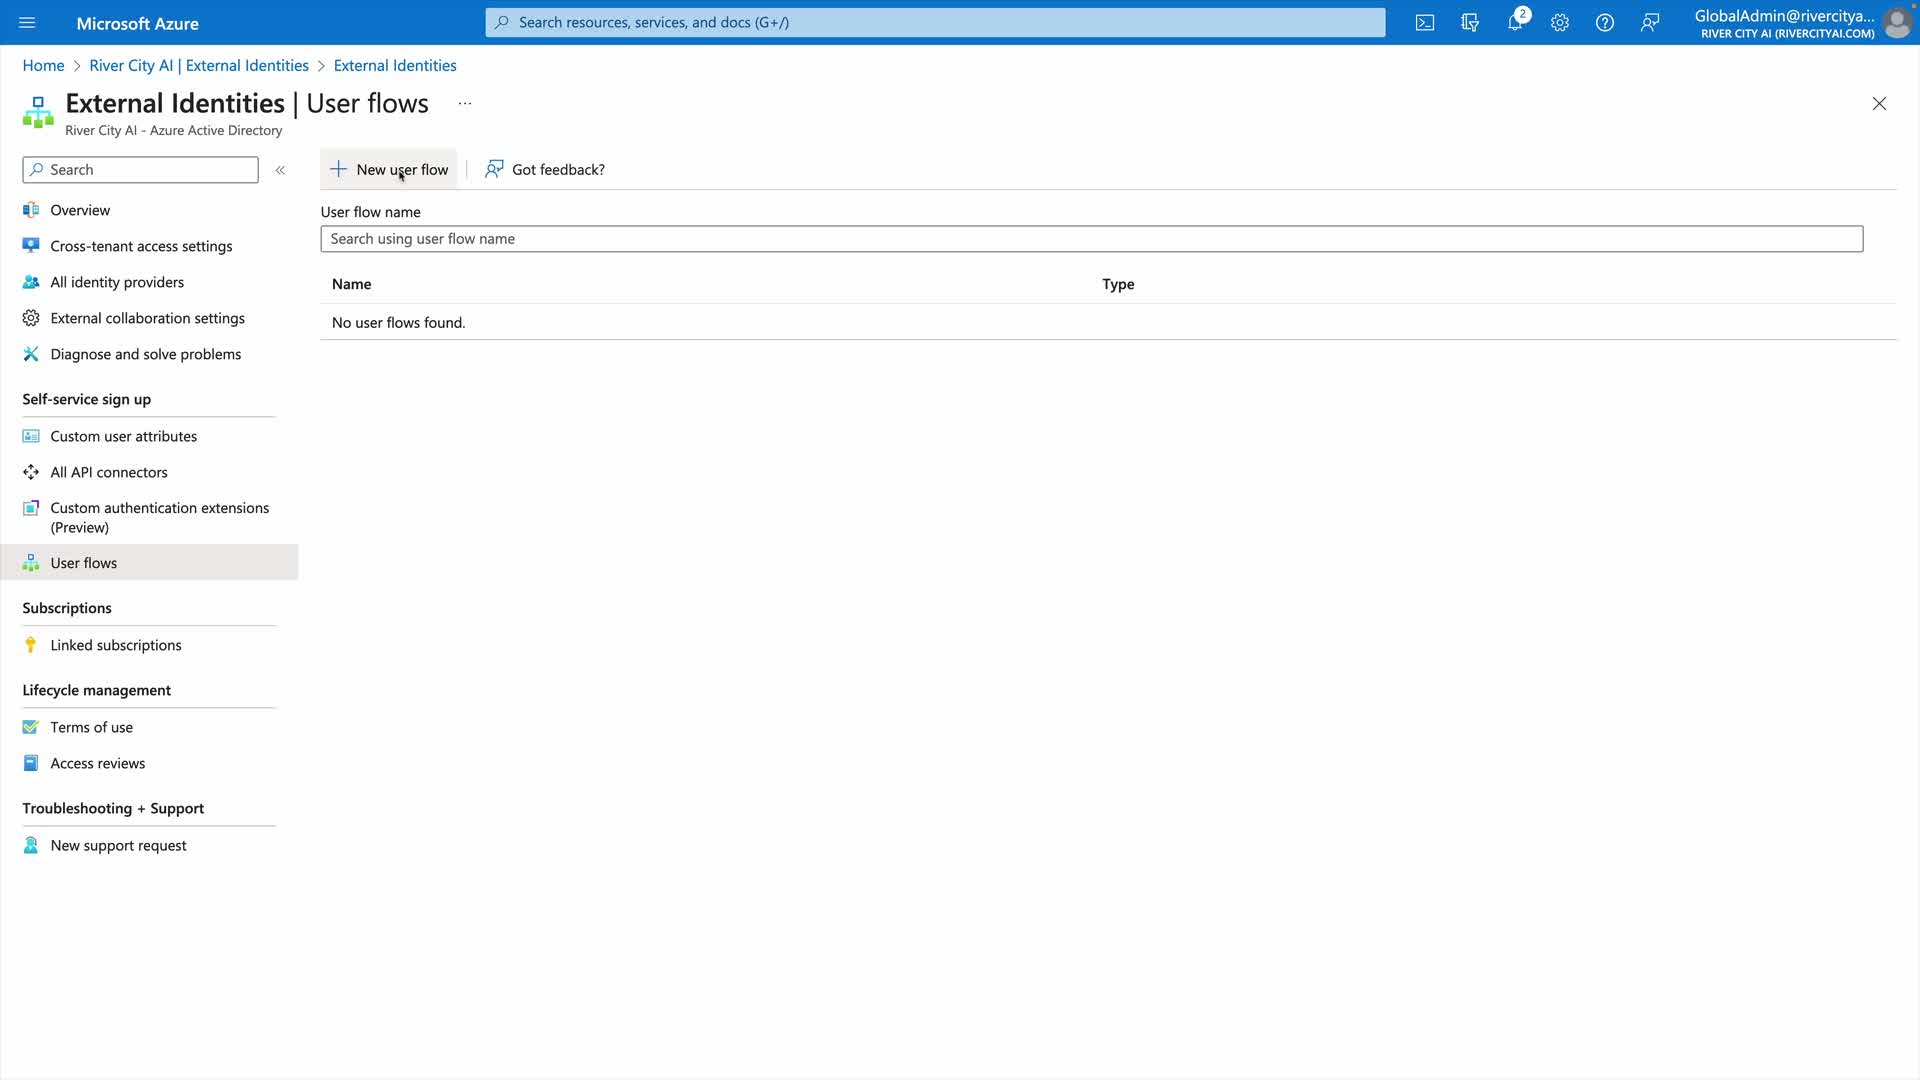 Microsoft Azure
Search resources, services, and docs (G+/)
2
GlobalAdmin@rivercitya...
RIVER CITY AI (RIVERCITYAI.COM)
Home > River City AI | External Identities > External Identities
External Identities | User flows ...
River City AI - Azure Active Directory
Search
«
New user flow
Got feedback?
Overview
Cross-tenant access settings
All identity providers
External collaboration settings
Diagnose and solve problems
Self-service sign up
Custom user attributes
All API connectors
Custom authentication extensions
(Preview)
User flows
Subscriptions
Linked subscriptions
Lifecycle management
Terms of use
Access reviews
Troubleshooting + Support
New support request
User flow name
Search using user flow name
Name Type
No user flows found.